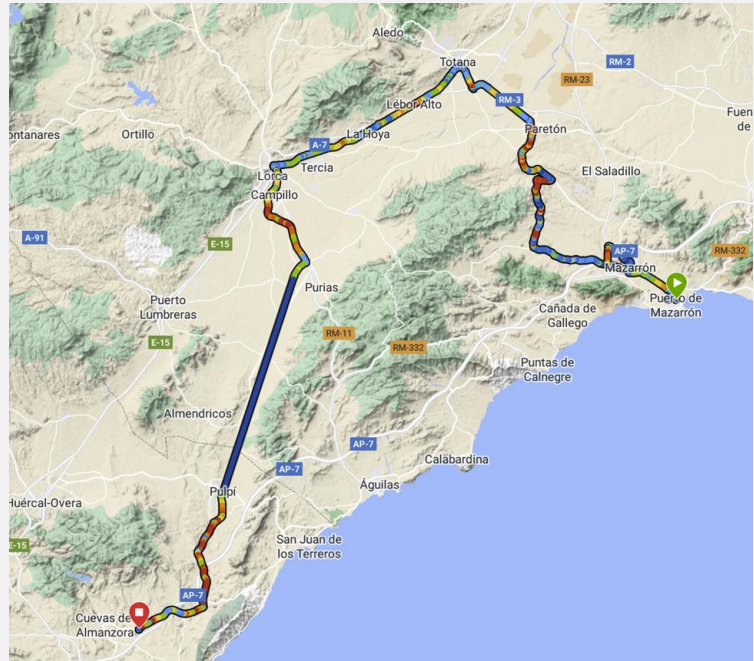 Aledo
Totana
RM-2
RM-23
Lébor Alto
RM-3
Fuen
de
ontanares
Ortillo
La Hoya
Paretón
A-7
Tercia
Lorca
El Saladillo
Campillo
A-91
E-15
AP-7
RM-332
Mazarrón
Purias
Puerto de
Mazarrón
Puerto
Lumbreras
Cañada de
Gallego
RM-11
E-15
RM-332
Puntas de
Calnegre
Almendricos
AP-7
Calabardina
AP-7
Pulpí
Águilas
Huércal-Overa
San Juan de
los Terreros
E-15
AP-7
Cuevas de
Almanzora